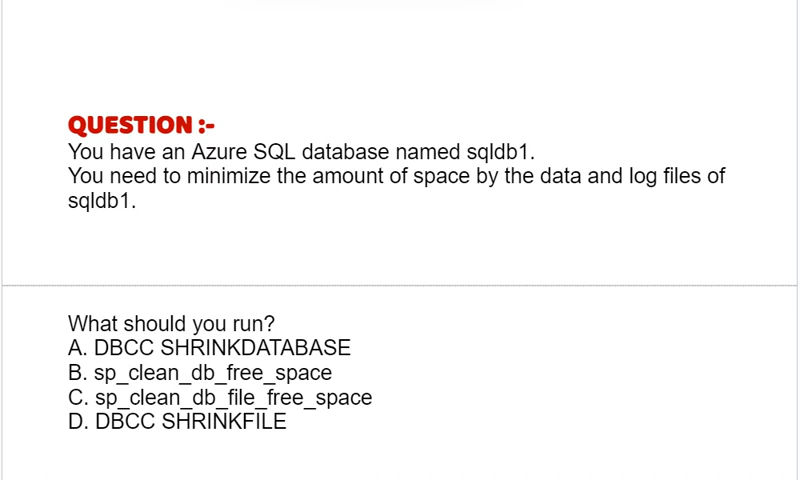 QUESTION :-
You have an Azure SQL database named sqldb1.
You need to minimize the amount of space by the data and log files of
sqldb1.
What should you run?
A. DBCC SHRINKDATABASE
B. sp_clean_db_free_space
C. sp_clean_db_file_free_space
D. DBCC SHRINKFILE